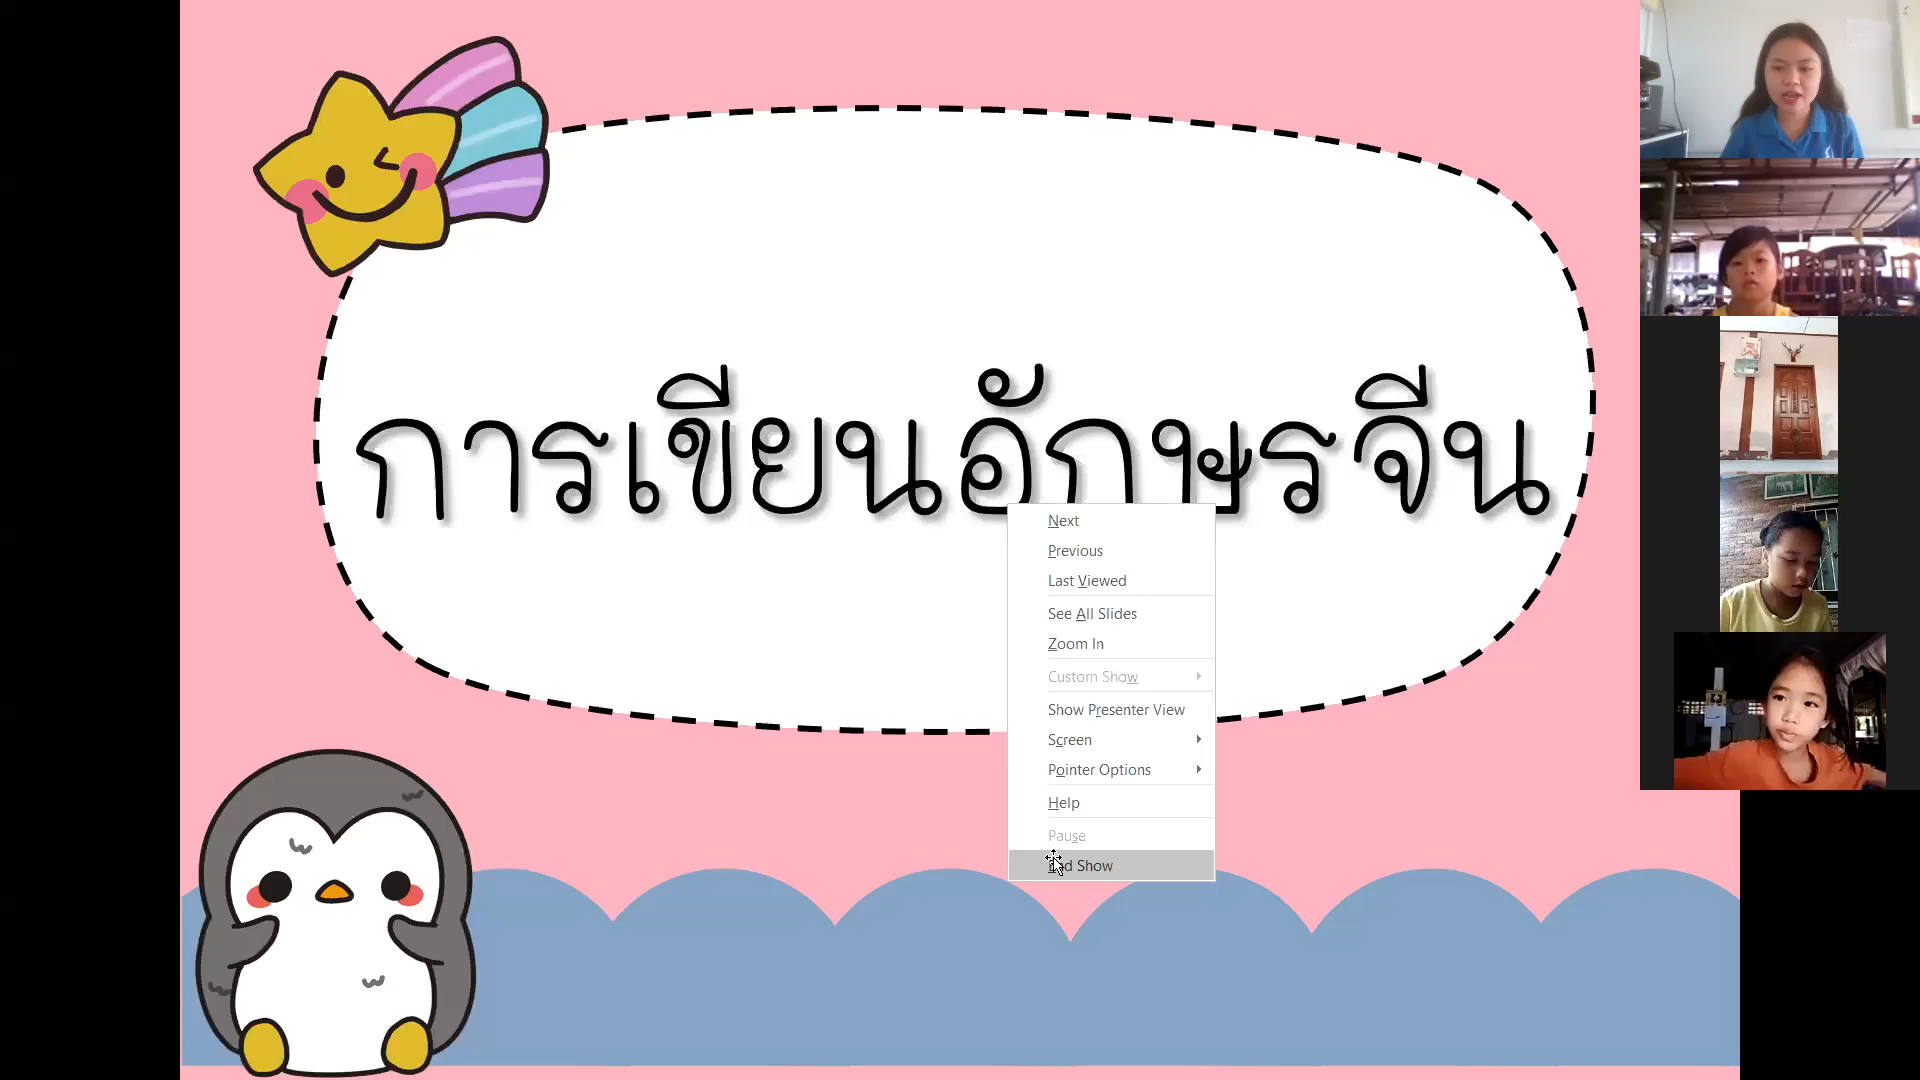 การเขียนอักษรจีน
Next
Previous
Last Viewed
See All Slides
Zoom In
Custom Show
Show Presenter View
Screen
Pointer Options
Help
Pause
End Show